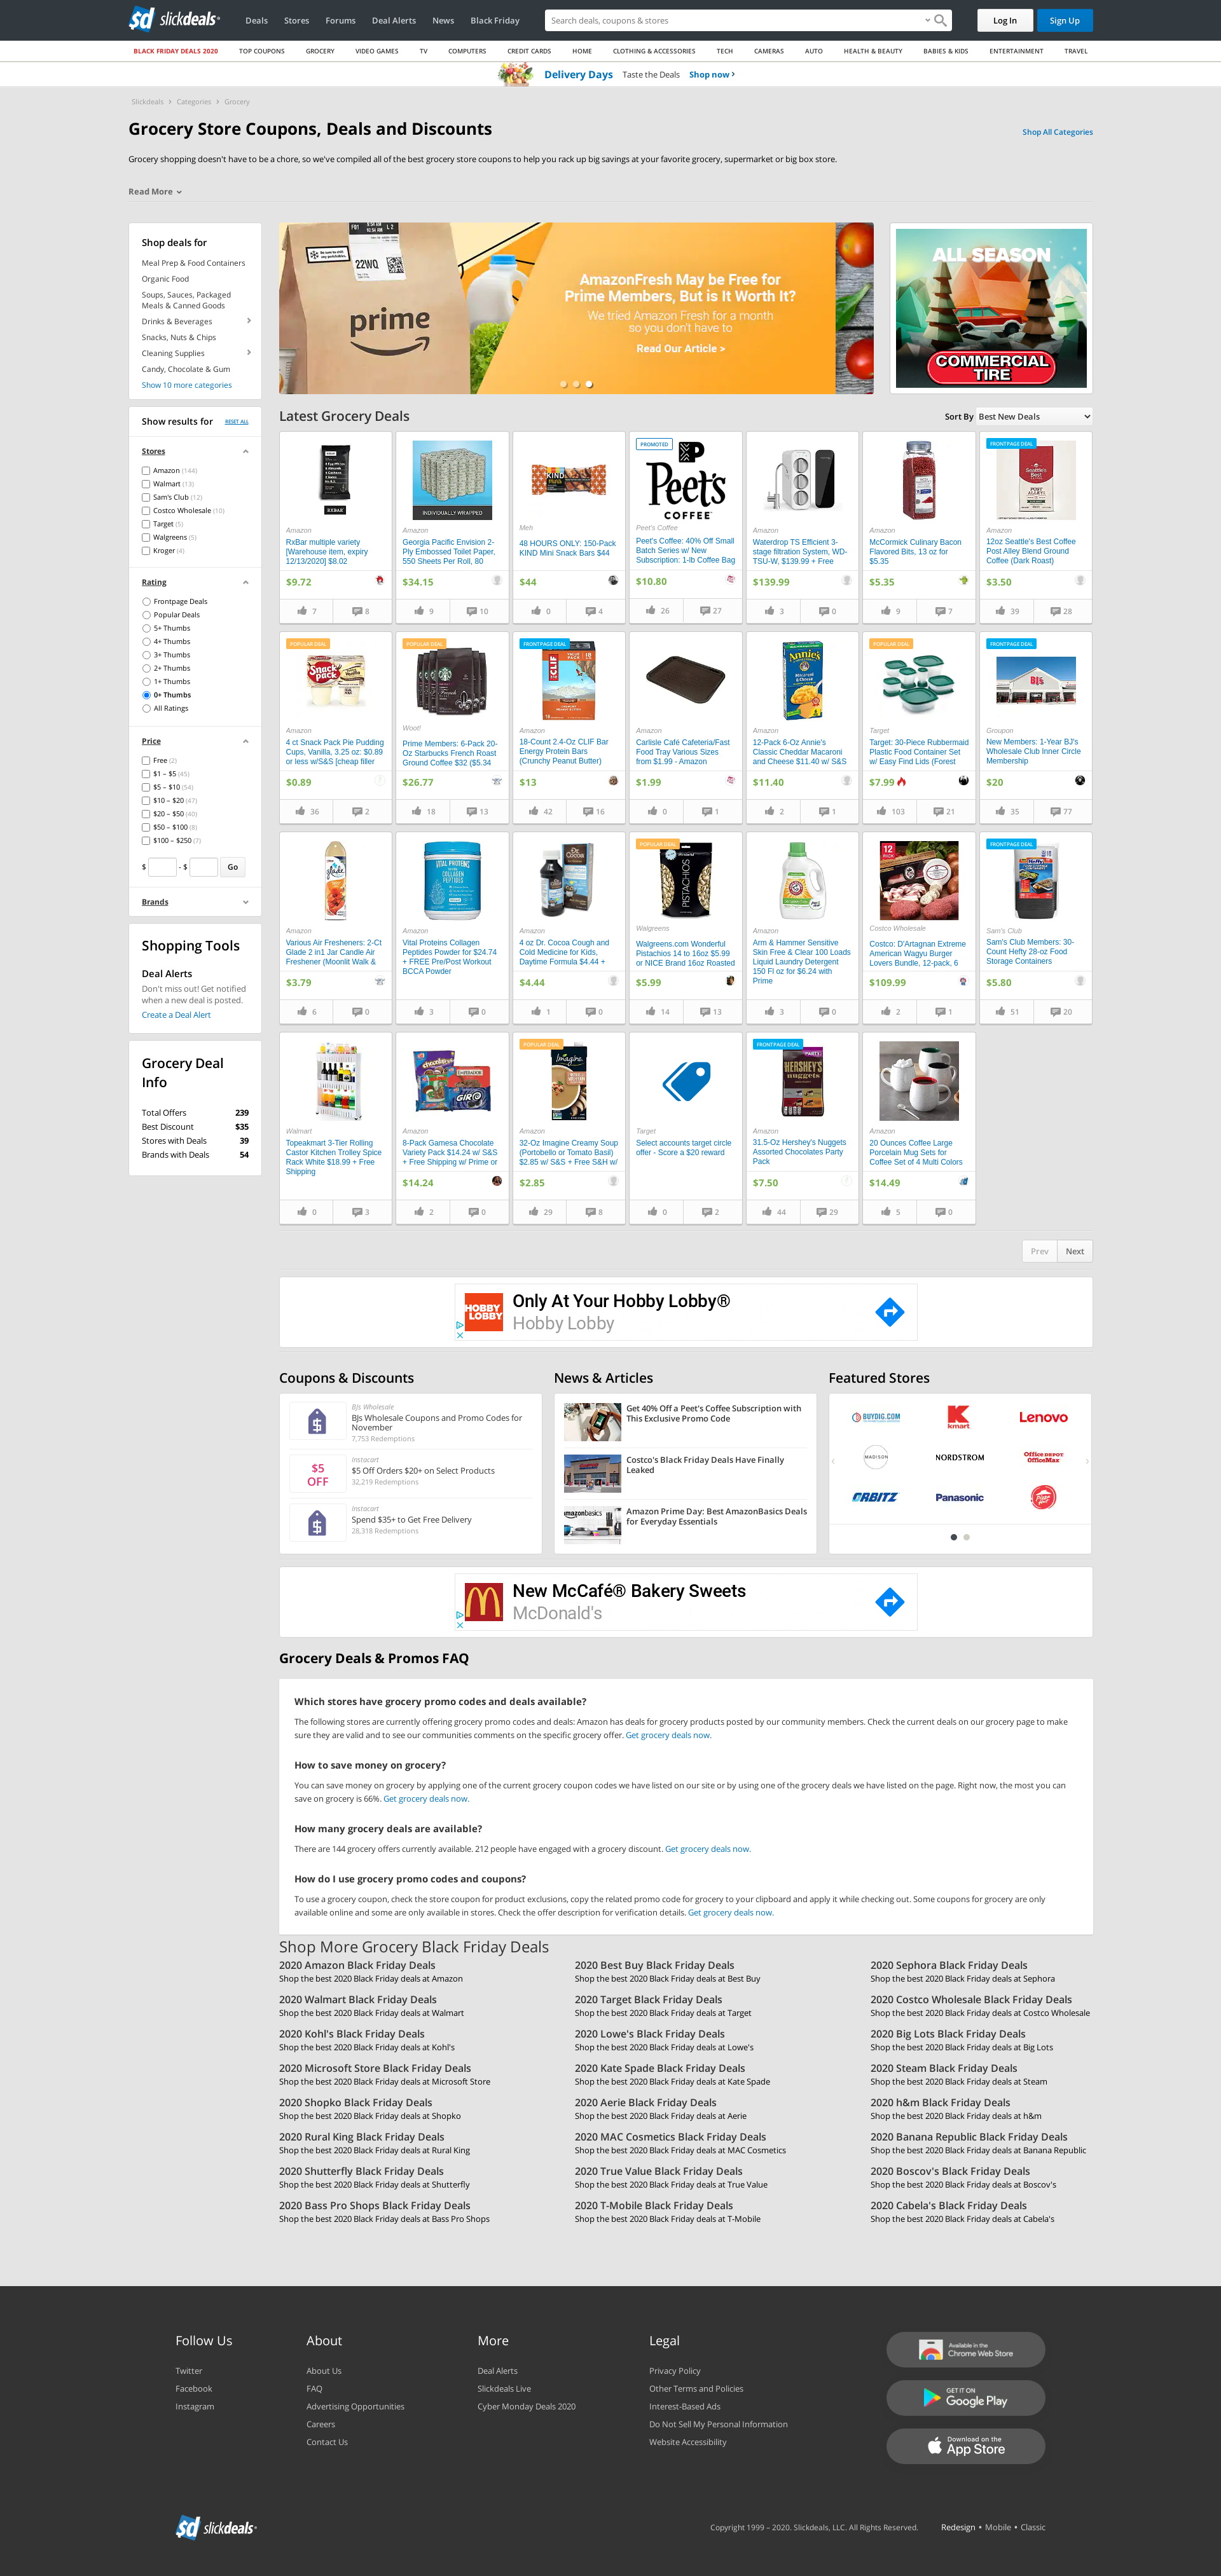 sd slickdeals
Deals
Stores
Forums
Deal Alerts
News
Black Friday
Search deals, coupons & stores
Log In
Sign Up
BLACK FRIDAY DEALS 2020
TOP COUPONS
GROCERY
VIDEO GAMES
TV
COMPUTERS
CREDIT CARDS
HOME
CLOTHING & ACCESSORIES
TECH
CAMERAS
AUTO
HEALTH & BEAUTY
BABIES & KIDS
ENTERTAINMENT
TRAVEL
Delivery Days Taste the Deals Shop now
Slickdeals > Categories > Grocery
Grocery Store Coupons, Deals and Discounts
Shop All Categories
Grocery shopping doesn't have to be a chore, so we've compiled all of the best grocery store coupons to help you rack up big savings at your favorite grocery, supermarket or big box store.
Read More
Shop deals for
Meal Prep & Food Containers
Organic Food
Soups, Sauces, Packaged
Meals & Canned Goods
Drinks & Beverages
Snacks, Nuts & Chips
Cleaning Supplies
Candy, Chocolate & Gum
Show 10 more categories
Show results for RESET ALL
Stores
Amazon (144)
Walmart (13)
Sam's Club (12)
Costco Wholesale (10)
Target (5)
Walgreens (5)
Kroger (4)
Rating
Frontpage Deals
Popular Deals
5+ Thumbs
4+ Thumbs
3+ Thumbs
2+ Thumbs
1+ Thumbs
0+ Thumbs
All Ratings
Price
Free (2)
$1 – $5 (45)
$5 – $10 (54)
$10 – $20 (47)
$20 – $50 (40)
$50 – $100 (8)
$100 – $250 (7)
$ - $ Go
Brands
Shopping Tools
Deal Alerts
Don't miss out! Get notified
when a new deal is posted.
Create a Deal Alert
Grocery Deal
Info
Total Offers 239
Best Discount $35
Stores with Deals 39
Brands with Deals 54
22WQ
prime
AmazonFresh May be Free for
Prime Members, But is It Worth It?
We tried Amazon Fresh for a month
so you don't have to
Read Our Article >
ALL SEASON
COMMERCIAL
TIRE
Latest Grocery Deals
Sort By Best New Deals
RXBAR
Amazon
RxBar multiple variety
[Warehouse item, expiry
12/13/2020] $8.02
$9.72
7 8
INDIVIDUALLY WRAPPED
Amazon
Georgia Pacific Envision 2-
Ply Embossed Toilet Paper,
550 Sheets Per Roll, 80
$34.15
9 10
KIND
Meh
48 HOURS ONLY: 150-Pack
KIND Mini Snack Bars $44
$44
0 4
PROMOTED
Peet's
COFFEE
Peet's Coffee
Peet's Coffee: 40% Off Small
Batch Series w/ New
Subscription: 1-lb Coffee Bag
$10.80
26 27
Amazon
Waterdrop TS Efficient 3-
stage filtration System, WD-
TSU-W, $139.99 + Free
$139.99
3 0
Amazon
McCormick Culinary Bacon
Flavored Bits, 13 oz for
$5.35
$5.35
9 7
FRONTPAGE DEAL
Seattle's Best
POST ALLEY
Amazon
12oz Seattle's Best Coffee
Post Alley Blend Ground
Coffee (Dark Roast)
$3.50
39 28
POPULAR DEAL
Snack Pack
Amazon
4 ct Snack Pack Pie Pudding
Cups, Vanilla, 3.25 oz: $0.89
or less w/S&S [cheap filler
$0.89
36 2
POPULAR DEAL
Woot!
Prime Members: 6-Pack 20-
Oz Starbucks French Roast
Ground Coffee $32 ($5.34
$26.77
18 13
FRONTPAGE DEAL
CLIF
Amazon
18-Count 2.4-Oz CLIF Bar
Energy Protein Bars
(Crunchy Peanut Butter)
$13
42 16
Amazon
Carlisle Café Cafeteria/Fast
Food Tray Various Sizes
from $1.99 - Amazon
$1.99
0 1
Annie's
Amazon
12-Pack 6-Oz Annie's
Classic Cheddar Macaroni
and Cheese $11.40 w/ S&S
$11.40
2 1
POPULAR DEAL
Target
Target: 30-Piece Rubbermaid
Plastic Food Container Set
w/ Easy Find Lids (Forest
$7.99
103 21
FRONTPAGE DEAL
BJ's
Groupon
New Members: 1-Year BJ's
Wholesale Club Inner Circle
Membership
$20
35 77
glade
Amazon
Various Air Fresheners: 2-Ct
Glade 2 in1 Jar Candle Air
Freshener (Moonlit Walk &
$3.79
6 0
VITAL PROTEINS
COLLAGEN
PEPTIDES
Amazon
Vital Proteins Collagen
Peptides Powder for $24.74
+ FREE Pre/Post Workout
BCCA Powder
3 0
Amazon
4 oz Dr. Cocoa Cough and
Cold Medicine for Kids,
Daytime Formula $4.44 +
$4.44
1 0
POPULAR DEAL
PISTACHIOS
Walgreens
Walgreens.com Wonderful
Pistachios 14 to 16oz $5.99
or NICE Brand 16oz Roasted
$5.99
14 13
Amazon
Arm & Hammer Sensitive
Skin Free & Clear 100 Loads
Liquid Laundry Detergent
150 Fl oz for $6.24 with
Prime
3 0
12
PACK
Costco Wholesale
Costco: D'Artagnan Extreme
American Wagyu Burger
Lovers Bundle, 12-pack, 6
$109.99
2 1
FRONTPAGE DEAL
Sam's Club
Sam's Club Members: 30-
Count Hefty 28-oz Food
Storage Containers
$5.80
51 20
Walmart
Topeakmart 3-Tier Rolling
Castor Kitchen Trolley Spice
Rack White $18.99 + Free
Shipping
0 3
Amazon
8-Pack Gamesa Chocolate
Variety Pack $14.24 w/ S&S
+ Free Shipping w/ Prime or
$14.24
2 0
POPULAR DEAL
Imagine
Amazon
32-Oz Imagine Creamy Soup
(Portobello or Tomato Basil)
$2.85 w/ S&S + Free S&H w/
$2.85
29 8
Target
Select accounts target circle
offer - Score a $20 reward
0 2
FRONTPAGE DEAL
HERSHEY'S
nuggets
Amazon
31.5-Oz Hershey's Nuggets
Assorted Chocolates Party
Pack
$7.50
44 29
Amazon
20 Ounces Coffee Large
Porcelain Mug Sets for
Coffee Set of 4 Multi Colors
$14.49
5 0
Prev Next
HOBBY
LOBBY
Only At Your Hobby Lobby®
Hobby Lobby
Coupons & Discounts
BJs Wholesale
BJs Wholesale Coupons and Promo Codes for
November
7,753 Redemptions
$5
OFF
Instacart
$5 Off Orders $20+ on Select Products
32,219 Redemptions
Instacart
Spend $35+ to Get Free Delivery
28,318 Redemptions
News & Articles
Get 40% Off a Peet's Coffee Subscription with
This Exclusive Promo Code
Costco's Black Friday Deals Have Finally
Leaked
amazonbasics
Amazon Prime Day: Best AmazonBasics Deals
for Everyday Essentials
Featured Stores
BUYDIG.COM
kmart
Lenovo
MADISON
NORDSTROM
Office DEPOT
OfficeMax
ORBITZ
Panasonic
Pizza Hut
New McCafé® Bakery Sweets
McDonald's
Grocery Deals & Promos FAQ
Which stores have grocery promo codes and deals available?
The following stores are currently offering grocery promo codes and deals: Amazon has deals for grocery products posted by our community members. Check the current deals on our grocery page to make
sure they are valid and to see our communities comments on the specific grocery offer. Get grocery deals now.
How to save money on grocery?
You can save money on grocery by applying one of the current grocery coupon codes we have listed on our site or by using one of the grocery deals we have listed on the page. Right now, the most you can
save on grocery is 66%. Get grocery deals now.
How many grocery deals are available?
There are 144 grocery offers currently available. 212 people have engaged with a grocery discount. Get grocery deals now.
How do I use grocery promo codes and coupons?
To use a grocery coupon, check the store coupon for product exclusions, copy the related promo code for grocery to your clipboard and apply it while checking out. Some coupons for grocery are only
available online and some are only available in stores. Check the offer description for verification details. Get grocery deals now.
Shop More Grocery Black Friday Deals
2020 Amazon Black Friday Deals
Shop the best 2020 Black Friday deals at Amazon
2020 Best Buy Black Friday Deals
Shop the best 2020 Black Friday deals at Best Buy
2020 Sephora Black Friday Deals
Shop the best 2020 Black Friday deals at Sephora
2020 Walmart Black Friday Deals
Shop the best 2020 Black Friday deals at Walmart
2020 Target Black Friday Deals
Shop the best 2020 Black Friday deals at Target
2020 Costco Wholesale Black Friday Deals
Shop the best 2020 Black Friday deals at Costco Wholesale
2020 Kohl's Black Friday Deals
Shop the best 2020 Black Friday deals at Kohl's
2020 Lowe's Black Friday Deals
Shop the best 2020 Black Friday deals at Lowe's
2020 Big Lots Black Friday Deals
Shop the best 2020 Black Friday deals at Big Lots
2020 Microsoft Store Black Friday Deals
Shop the best 2020 Black Friday deals at Microsoft Store
2020 Kate Spade Black Friday Deals
Shop the best 2020 Black Friday deals at Kate Spade
2020 Steam Black Friday Deals
Shop the best 2020 Black Friday deals at Steam
2020 Shopko Black Friday Deals
Shop the best 2020 Black Friday deals at Shopko
2020 Aerie Black Friday Deals
Shop the best 2020 Black Friday deals at Aerie
2020 h&m Black Friday Deals
Shop the best 2020 Black Friday deals at h&m
2020 Rural King Black Friday Deals
Shop the best 2020 Black Friday deals at Rural King
2020 MAC Cosmetics Black Friday Deals
Shop the best 2020 Black Friday deals at MAC Cosmetics
2020 Banana Republic Black Friday Deals
Shop the best 2020 Black Friday deals at Banana Republic
2020 Shutterfly Black Friday Deals
Shop the best 2020 Black Friday deals at Shutterfly
2020 True Value Black Friday Deals
Shop the best 2020 Black Friday deals at True Value
2020 Boscov's Black Friday Deals
Shop the best 2020 Black Friday deals at Boscov's
2020 Bass Pro Shops Black Friday Deals
Shop the best 2020 Black Friday deals at Bass Pro Shops
2020 T-Mobile Black Friday Deals
Shop the best 2020 Black Friday deals at T-Mobile
2020 Cabela's Black Friday Deals
Shop the best 2020 Black Friday deals at Cabela's
Follow Us
Twitter
Facebook
Instagram
About
About Us
FAQ
Advertising Opportunities
Careers
Contact Us
More
Deal Alerts
Slickdeals Live
Cyber Monday Deals 2020
Legal
Privacy Policy
Other Terms and Policies
Interest-Based Ads
Do Not Sell My Personal Information
Website Accessibility
Available in the
Chrome Web Store
GET IT ON
Google Play
Download on the
App Store
sd slickdeals
Copyright 1999 – 2020. Slickdeals, LLC. All Rights Reserved.
Redesign • Mobile • Classic